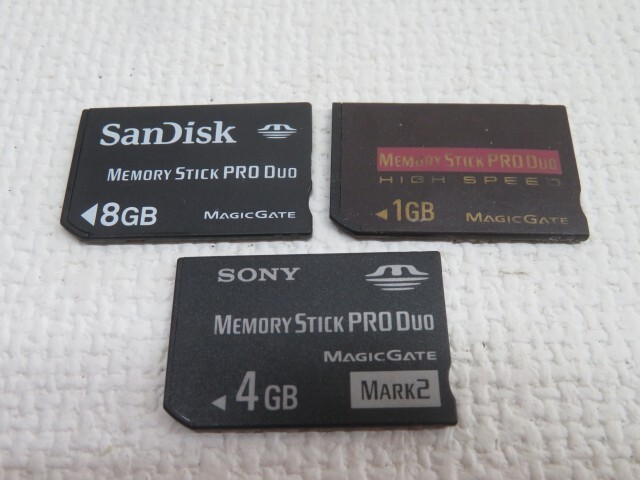 SanDisk
MEMORY STICK PRO DUO
8GB MAGICGATE
MEMORY STICK PRO DUO
HIGH SPEED
1GB MAGICGATE
SONY
MEMORY STICK PRO DUO
MAGICGATE
4GB MARK2